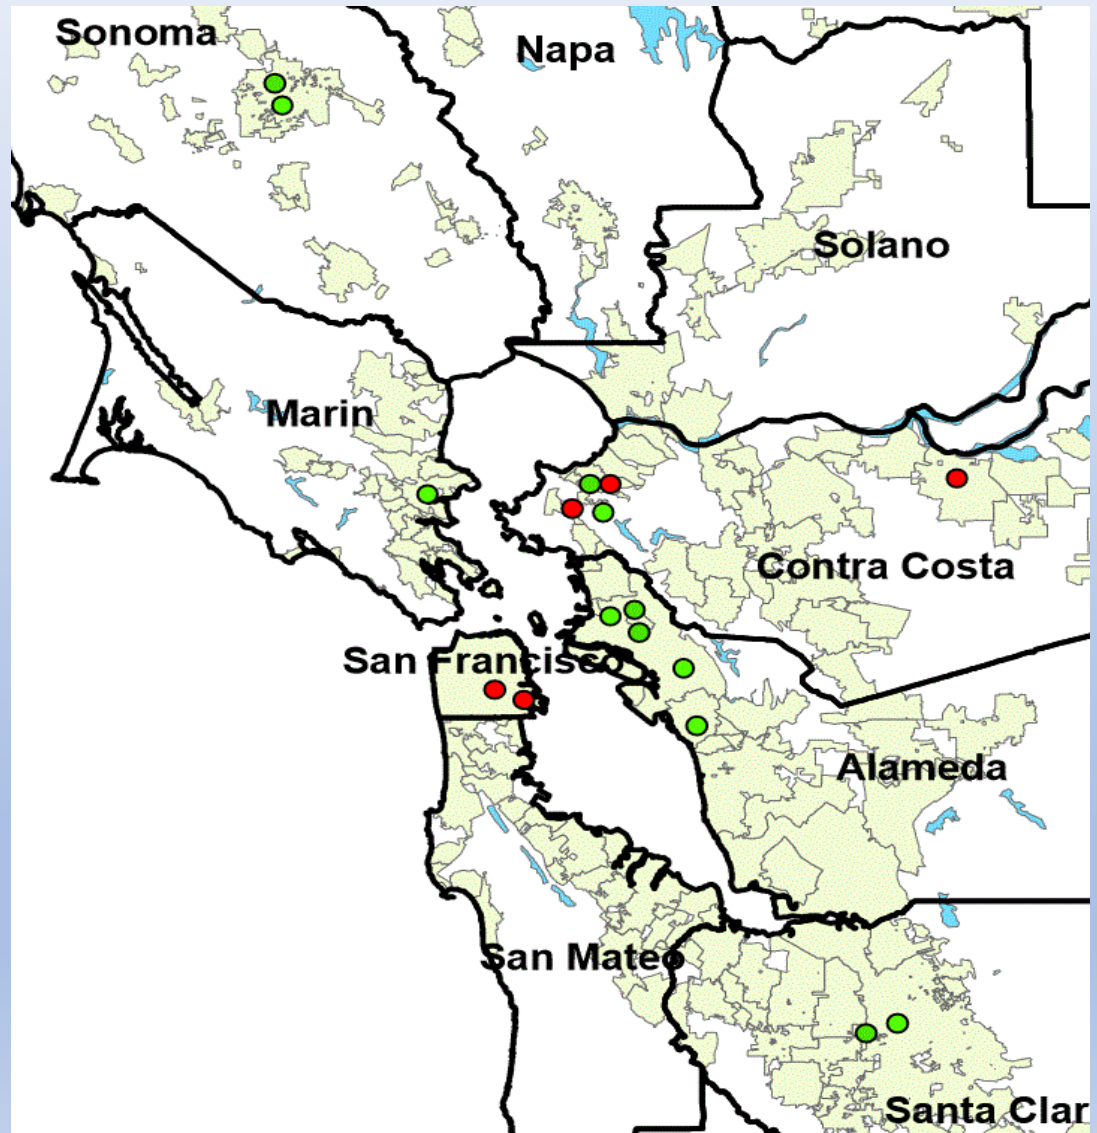 Sonoma
Napa
Solano
Marin
Contra Costa
San Francisco
Alameda
San Mateo
Santa Clar